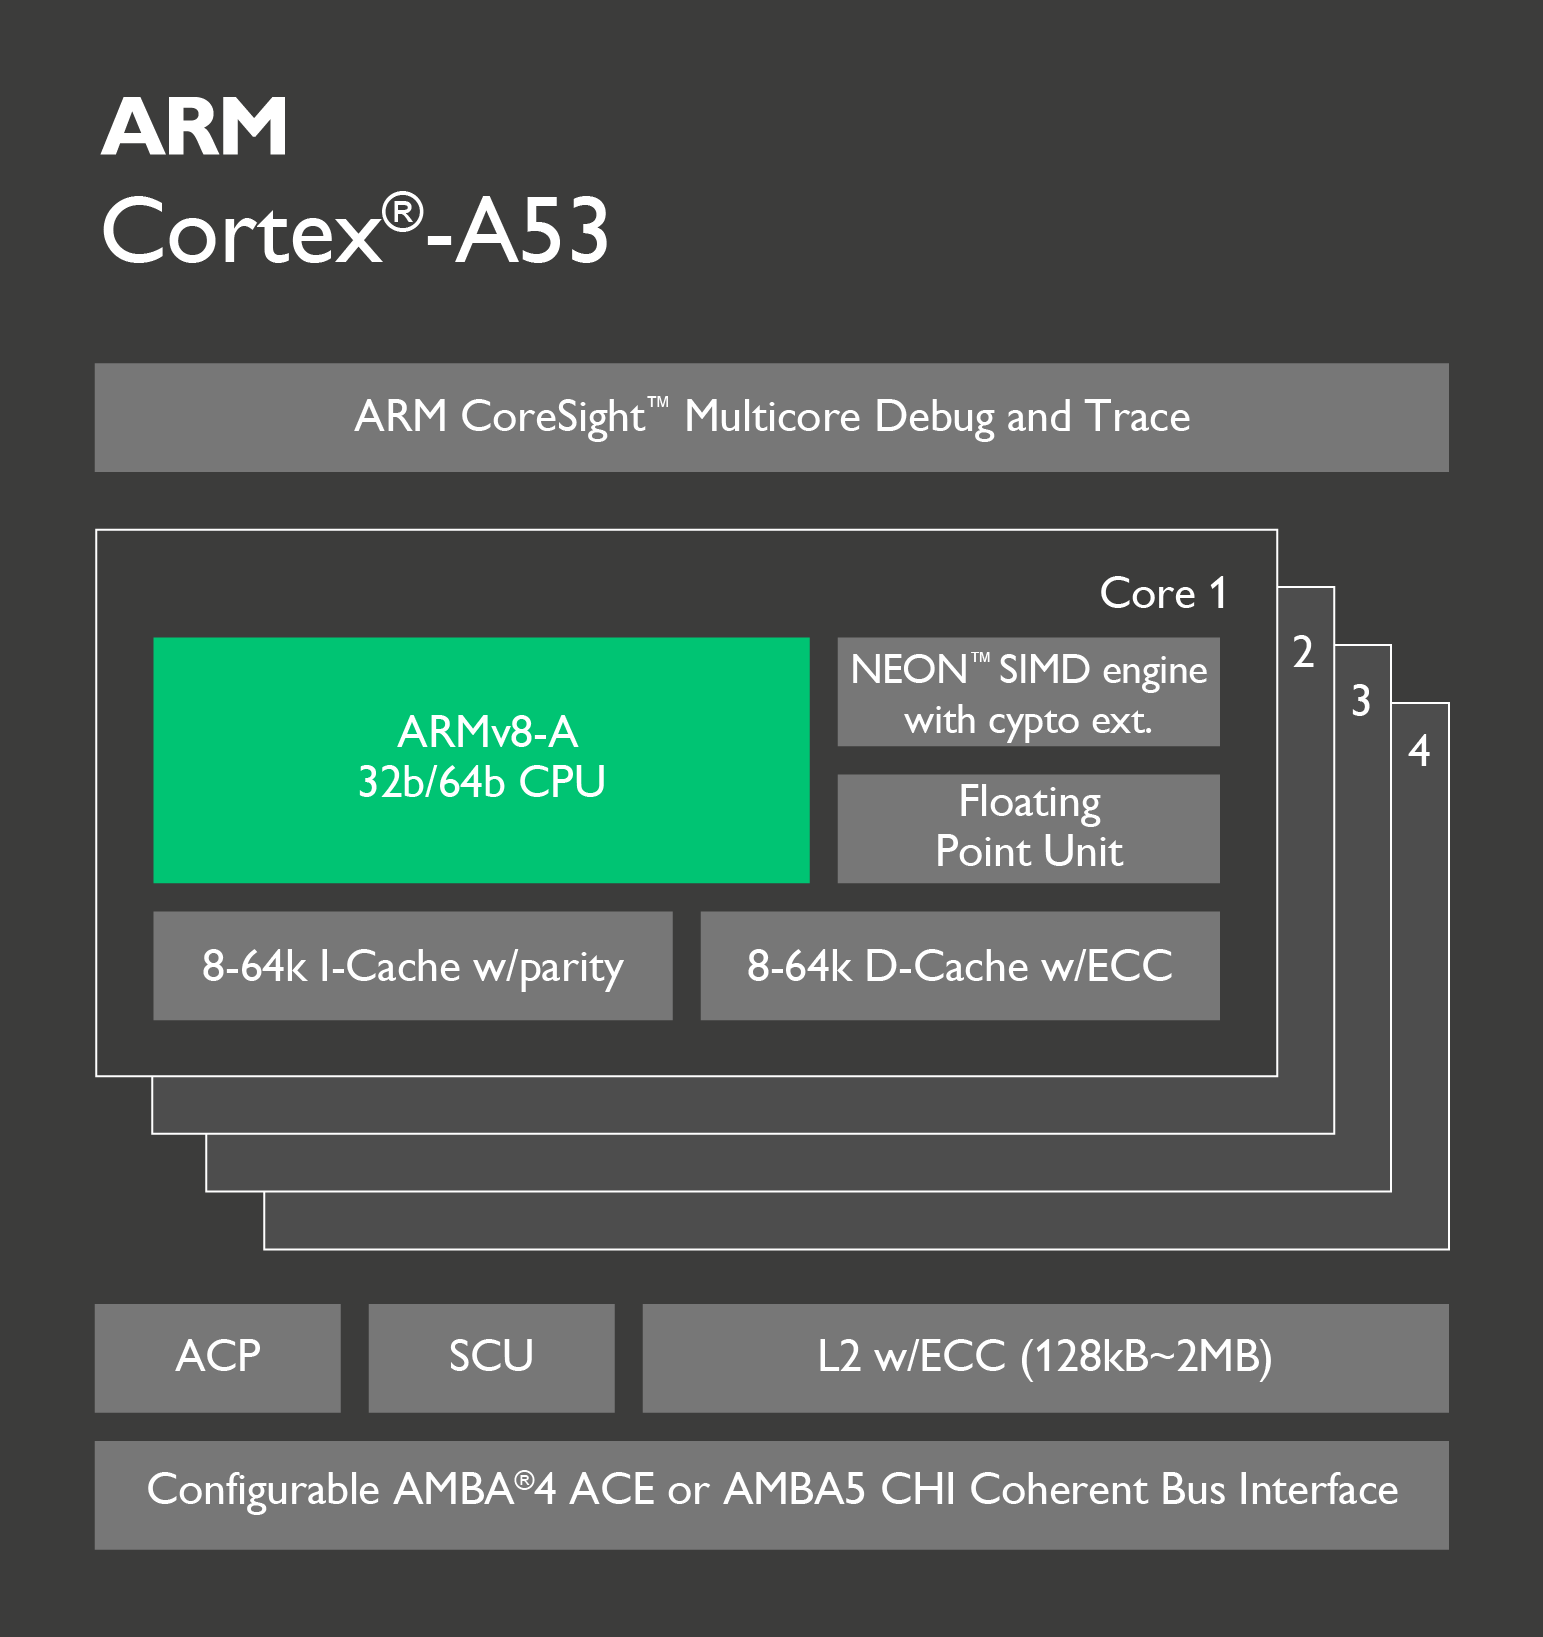 ARM
Cortex®-A53
ARM CoreSight™ Multicore Debug and Trace
Core 1
2
3
4
ARMv8-A
32b/64b CPU
NEON™ SIMD engine
with cypto ext.
Floating
Point Unit
8-64k I-Cache w/parity
8-64k D-Cache w/ECC
ACP
SCU
L2 w/ECC (128kB~2MB)
Configurable AMBA®4 ACE or AMBA5 CHI Coherent Bus Interface